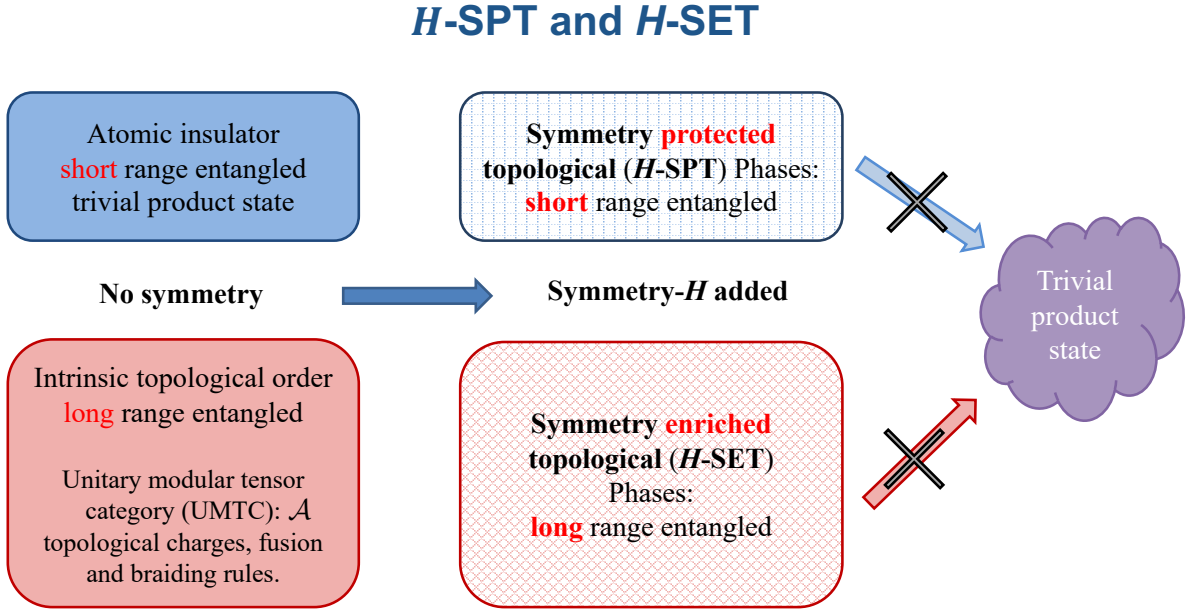 H-SPT and H-SET
Atomic insulator
short range entangled
trivial product state
Symmetry protected
topological (H-SPT) Phases:
short range entangled
No symmetry
Symmetry-H added
Trivial
product
state
Intrinsic topological order
long range entangled
Unitary modular tensor
category (UMTC): 𝒜
topological charges, fusion
and braiding rules.
Symmetry enriched
topological (H-SET)
Phases:
long range entangled